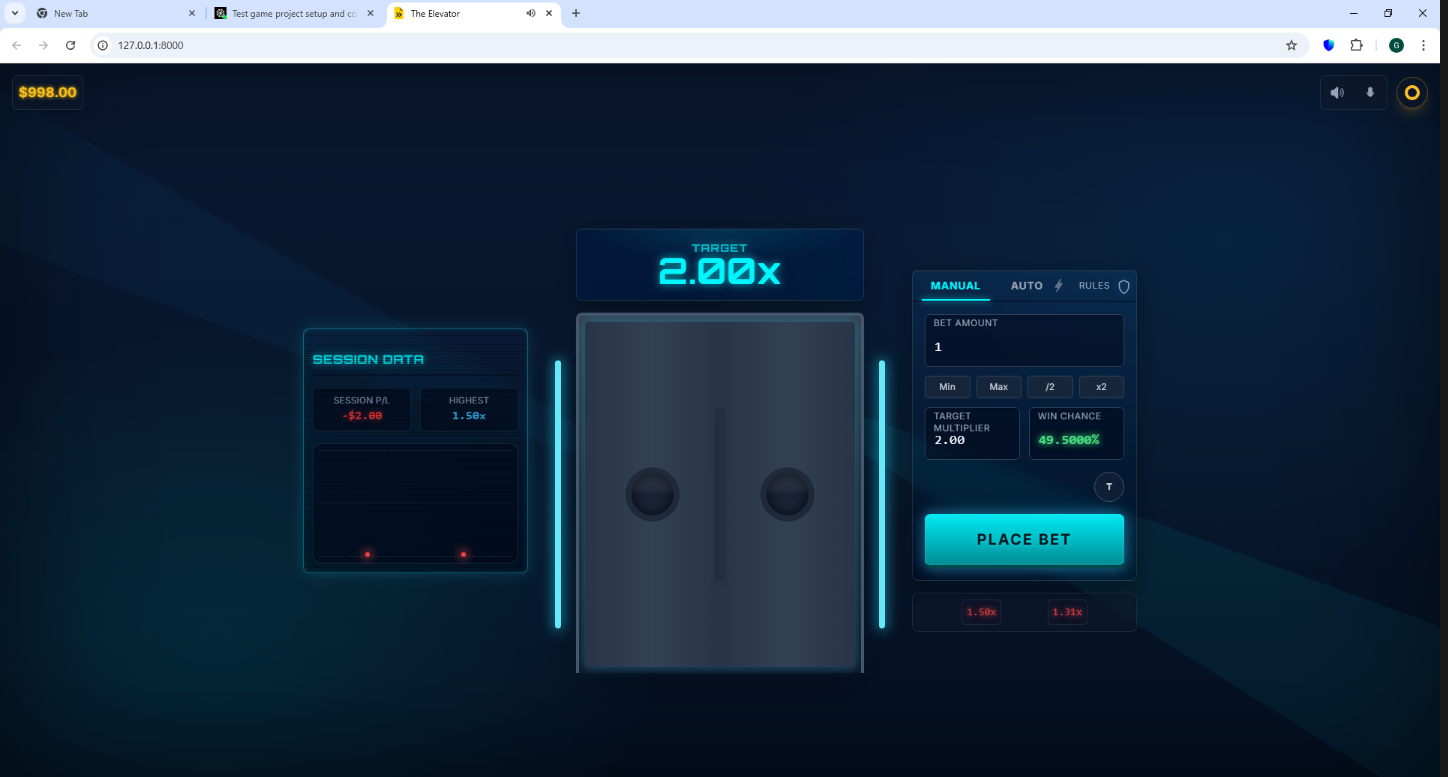 New Tab
Test game project setup and co
The Elevator
127.0.0.1:8000
G
$998.00
TARGET
2.00x
SESSION DATA
SESSION P/L
-$2.00
HIGHEST
1.50x
MANUAL
AUTO
RULES
BET AMOUNT
1
Min
Max
/2
x2
TARGET
MULTIPLIER
2.00
WIN CHANCE
49.5000%
T
PLACE BET
1.50x
1.31x